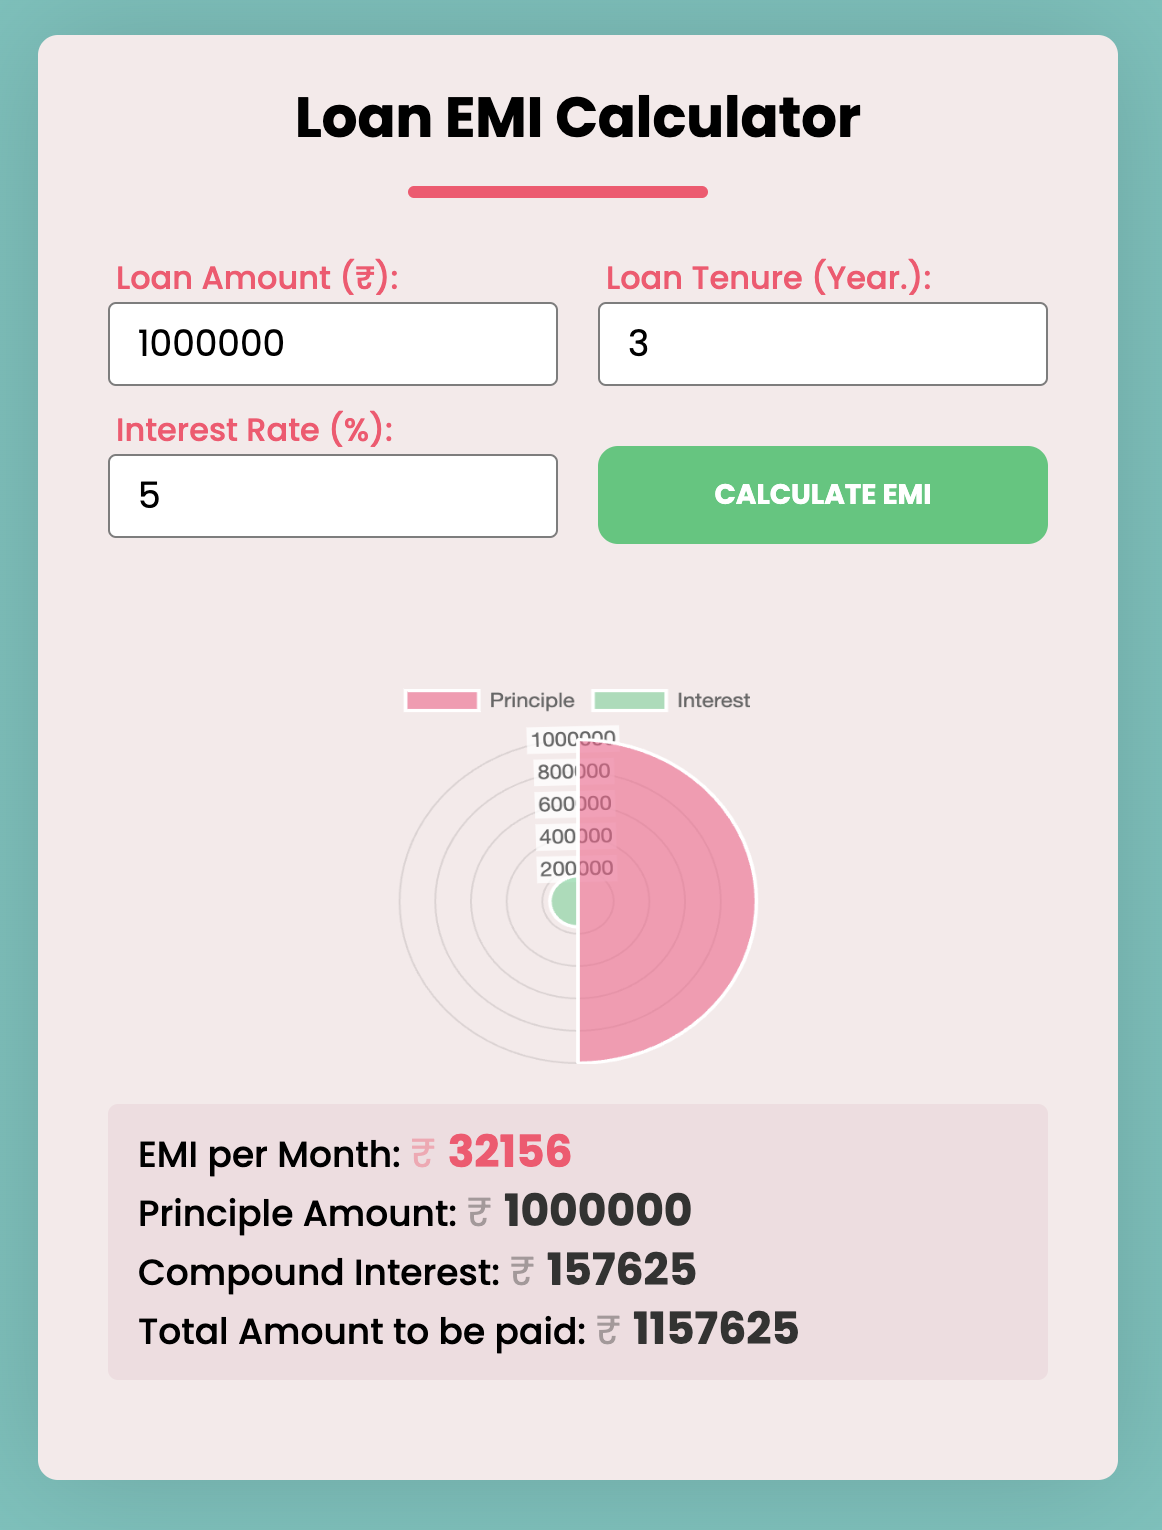 Loan EMI Calculator
Loan Amount (₹):
Loan Tenure (Year.):
1000000
3
Interest Rate (%):
5
CALCULATE EMI
Principle
Interest
1000000
800000
600000
400000
200000
EMI per Month: ₹ 32156
Principle Amount: ₹ 1000000
Compound Interest: ₹ 157625
Total Amount to be paid: ₹ 1157625